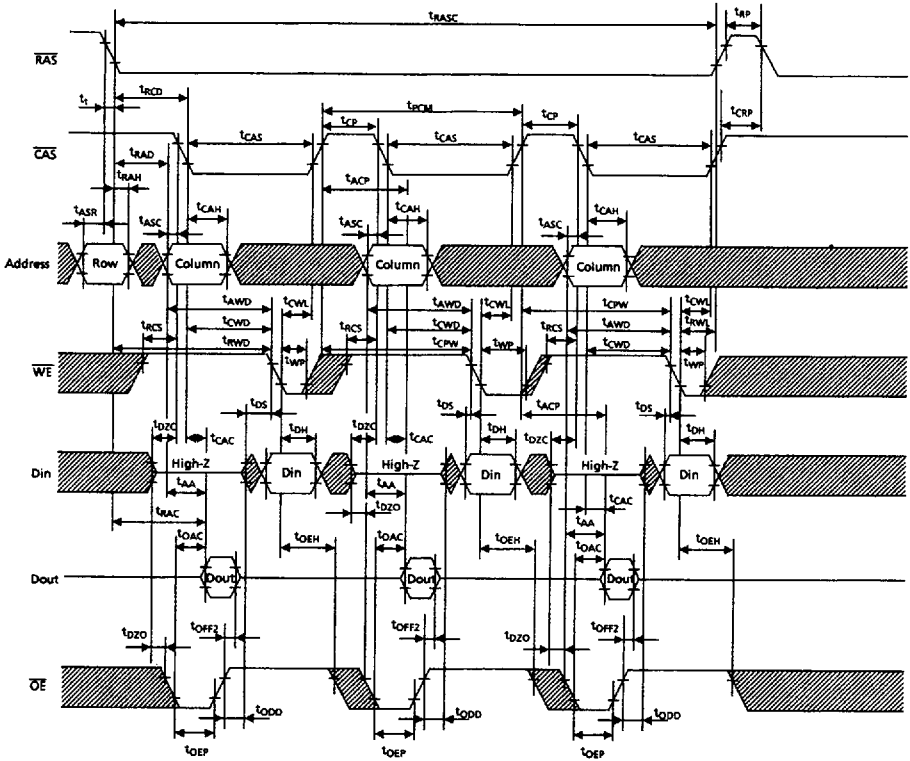 tRASC
tRP
RAS
tt
tRCD
tPCM
tCP
tCP
tCRP
tCAS
tCAS
tCAS
CAS
tRAD
tRAH
tACP
tASR
tASC
tCAH
tASC
tCAH
tASC
tCAH
Address
Row
Column
Column
Column
tAWD
tCWL
tAWD
tCWL
tCPW
tCWL
tRCS
tCWD
tRCS
tCWD
tRCS
tAWD
tRWL
tRWD
tWP
tCPW
tWP
tCWD
tWP
WE
tDS
tDS
tACP
tDS
tDZC
tCAC
tDH
tDZC
tCAC
tDH
tDZC
tDH
Din
High-Z
Din
High-Z
Din
High-Z
Din
tAA
tAA
tCAC
tRAC
tDZO
tAA
tOAC
tOEH
tOAC
tOEH
tOAC
tOEH
Dout
Dout
Dout
Dout
tDZO
tOFF2
tOFF2
tDZO
tOFF2
OE
tODD
tODD
tODD
tOEP
tOEP
tOEP